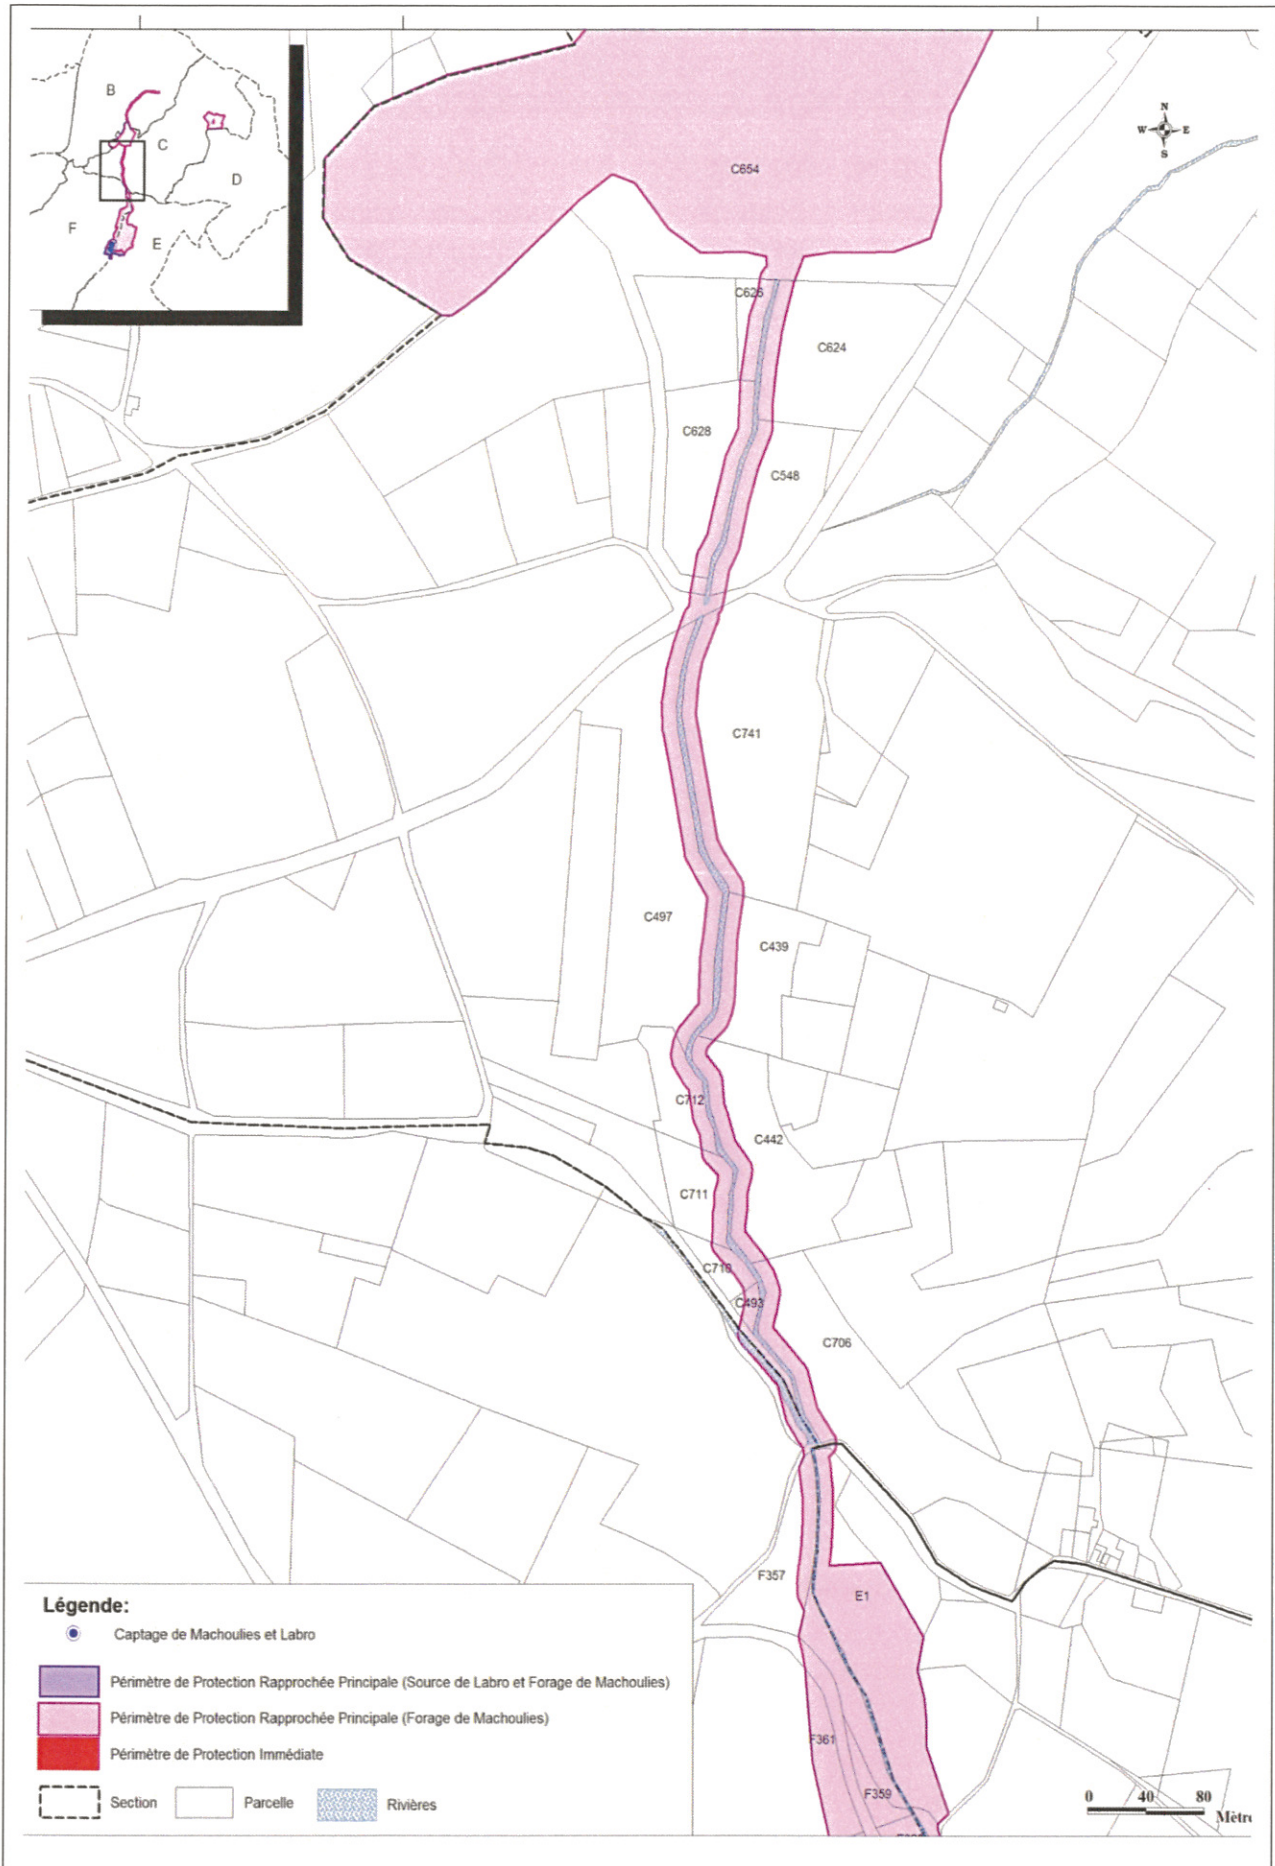 B
C
D
F
E
N
W E
S
C654
C626
C624
C628
C548
C741
C497
C439
C712
C442
C711
C710
C493
C706
F357
E1
F361
F359
Légende:
Captage de Machoulies et Labro
Périmètre de Protection Rapprochée Principale (Source de Labro et Forage de Machoulies)
Périmètre de Protection Rapprochée Principale (Forage de Machoulies)
Périmètre de Protection Immédiate
Section Parcelle Rivières
0 40 80
Mètre